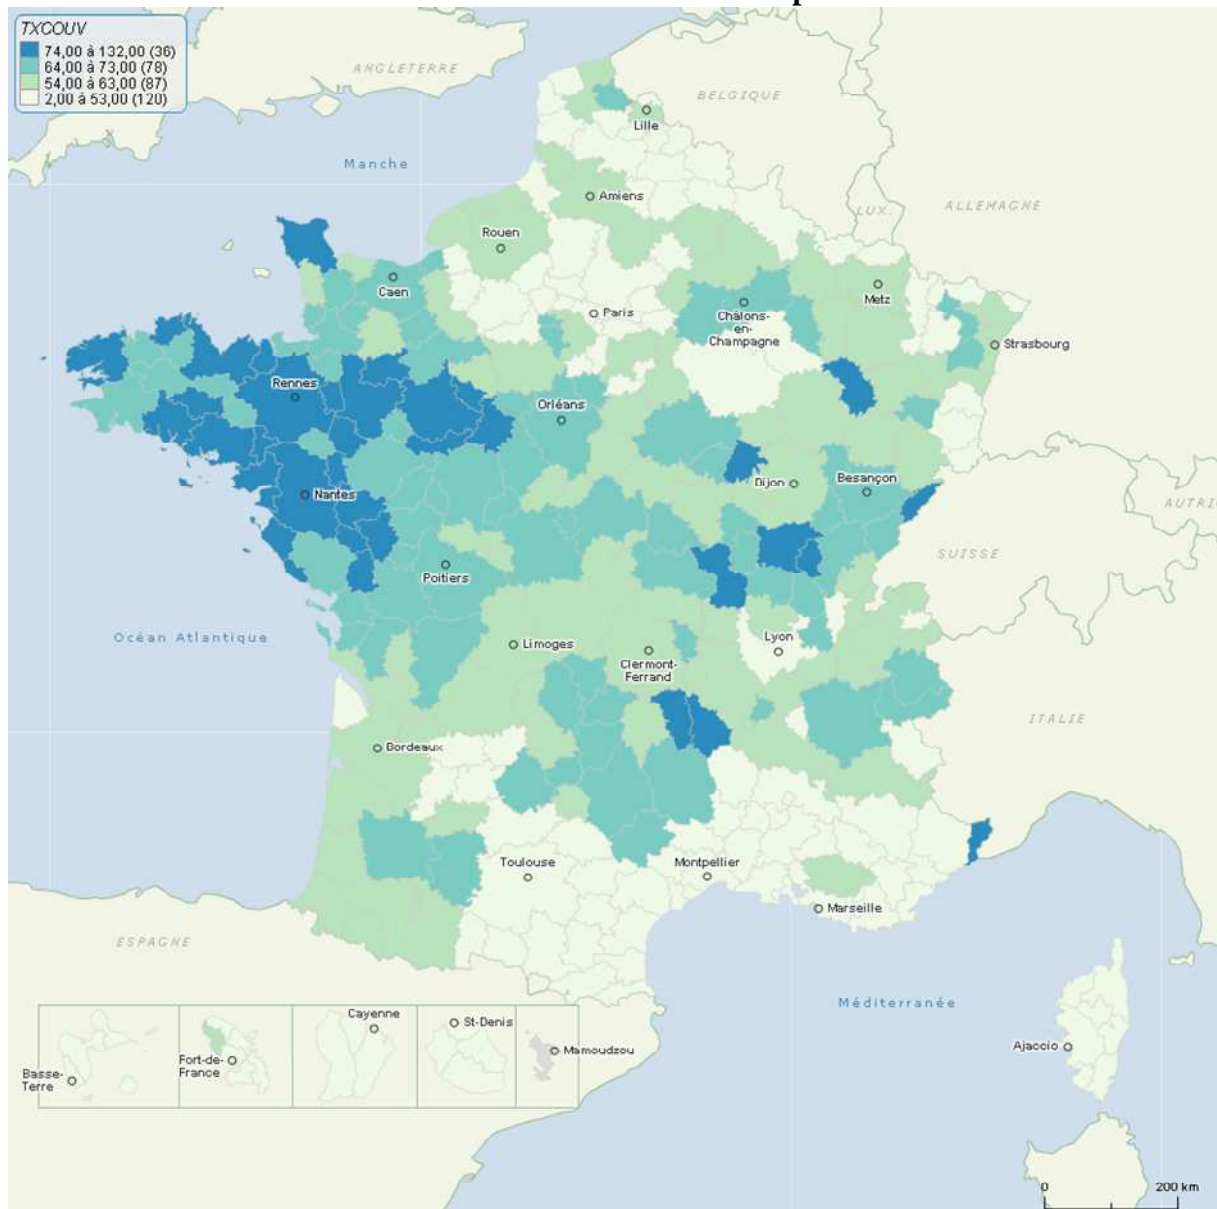 TXCOUV
74,00 à 132,00 (36)
64,00 à 73,00 (78)
54,00 à 63,00 (87)
2,00 à 53,00 (120)
ANGLETERRE
BELGIQUE
Lille
Manche
Amiens
LUX.
ALLEMAGNE
Rouen
Caen
Metz
Paris
Châlons-
en-
Champagne
Strasbourg
Rennes
Orléans
Nantes
Dijon
Besançon
AUTRI
SUISSE
Poitiers
Océan Atlantique
Limoges
Lyon
Clermont-
Ferrand
ITALIE
Bordeaux
Toulouse
Montpellier
Marseille
ESPAGNE
Méditerranée
Cayenne
St-Denis
Mamoudzou
Fort-de-
France
Basse-
Terre
Ajaccio
0
200 km